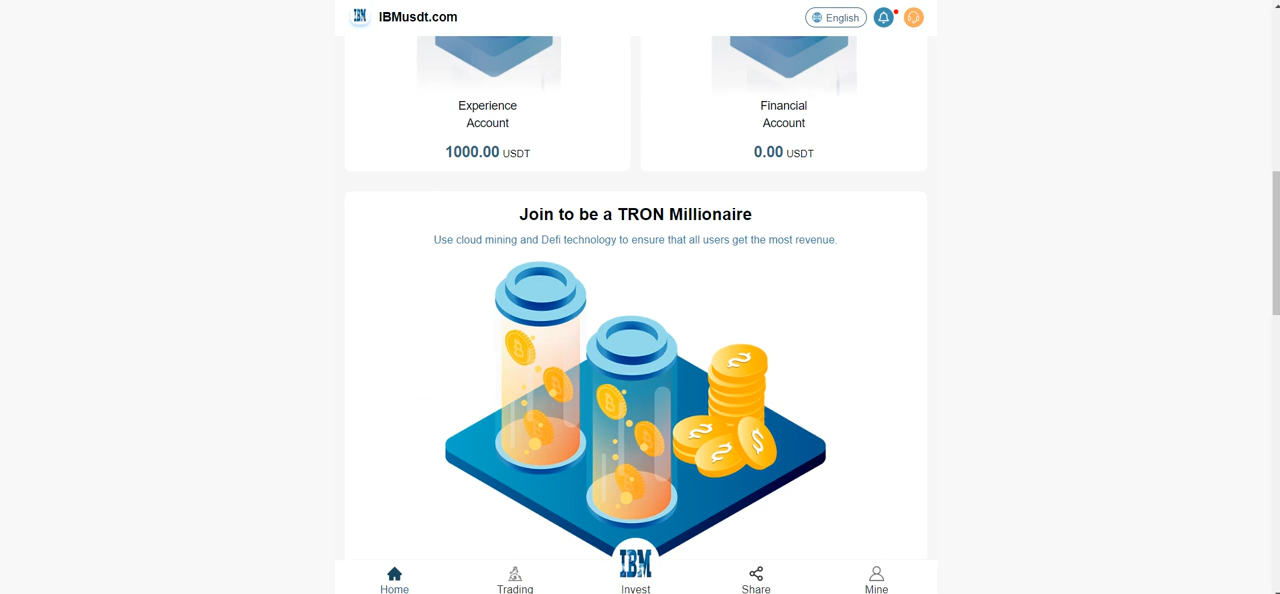 IBM IBMusdt.com English
Experience
Account
1000.00 USDT
Financial
Account
0.00 USDT
Join to be a TRON Millionaire
Use cloud mining and Defi technology to ensure that all users get the most revenue.
IBM
Home Trading Invest Share Mine